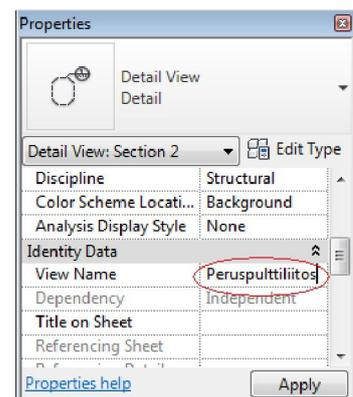 Properties
Detail View
Detail
Detail View: Section 2
Edit Type
Discipline Structural
Color Scheme Locati... Background
Analysis Display Style None
Identity Data
View Name Peruspulttiliitos
Dependency Independent
Title on Sheet
Referencing Sheet
Properties help
Apply